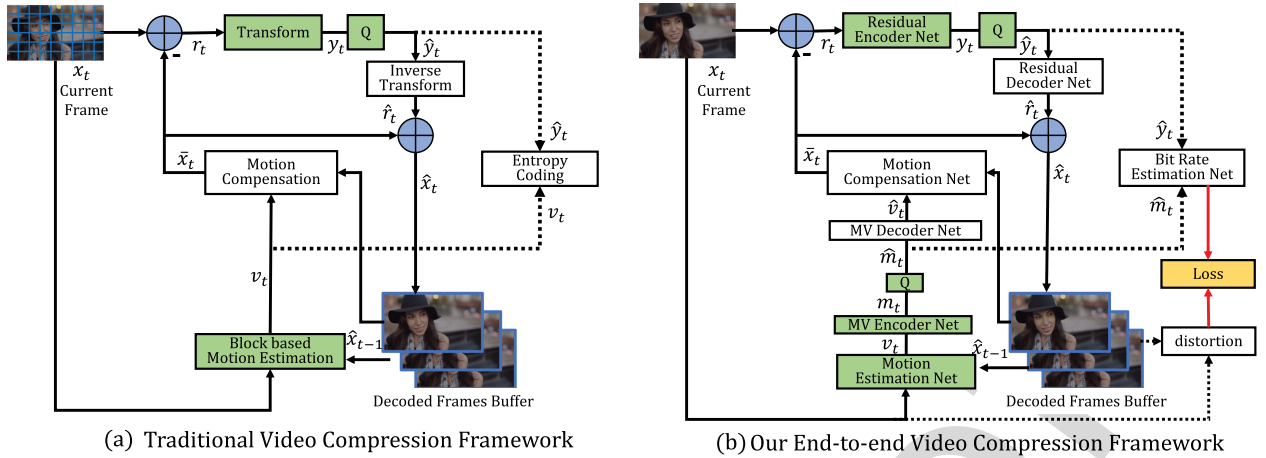 x_t
Current
Frame
r_t
-
Transform
y_t
Q
ŷ_t
Inverse
Transform
r̂_t
ŷ_t
Entropy
Coding
v_t
x̄_t
Motion
Compensation
x̂_t
v_t
Block based
Motion Estimation
x̂_{t−1}
Decoded Frames Buffer
(a) Traditional Video Compression Framework
x_t
Current
Frame
r_t
-
Residual
Encoder Net
y_t
Q
ŷ_t
Residual
Decoder Net
r̂_t
ŷ_t
Bit Rate
Estimation Net
m̂_t
x̄_t
Motion
Compensation Net
x̂_t
v̂_t
MV Decoder Net
m̂_t
Q
m_t
MV Encoder Net
v_t
Motion
Estimation Net
x̂_{t−1}
Loss
distortion
Decoded Frames Buffer
(b) Our End-to-end Video Compression Framework